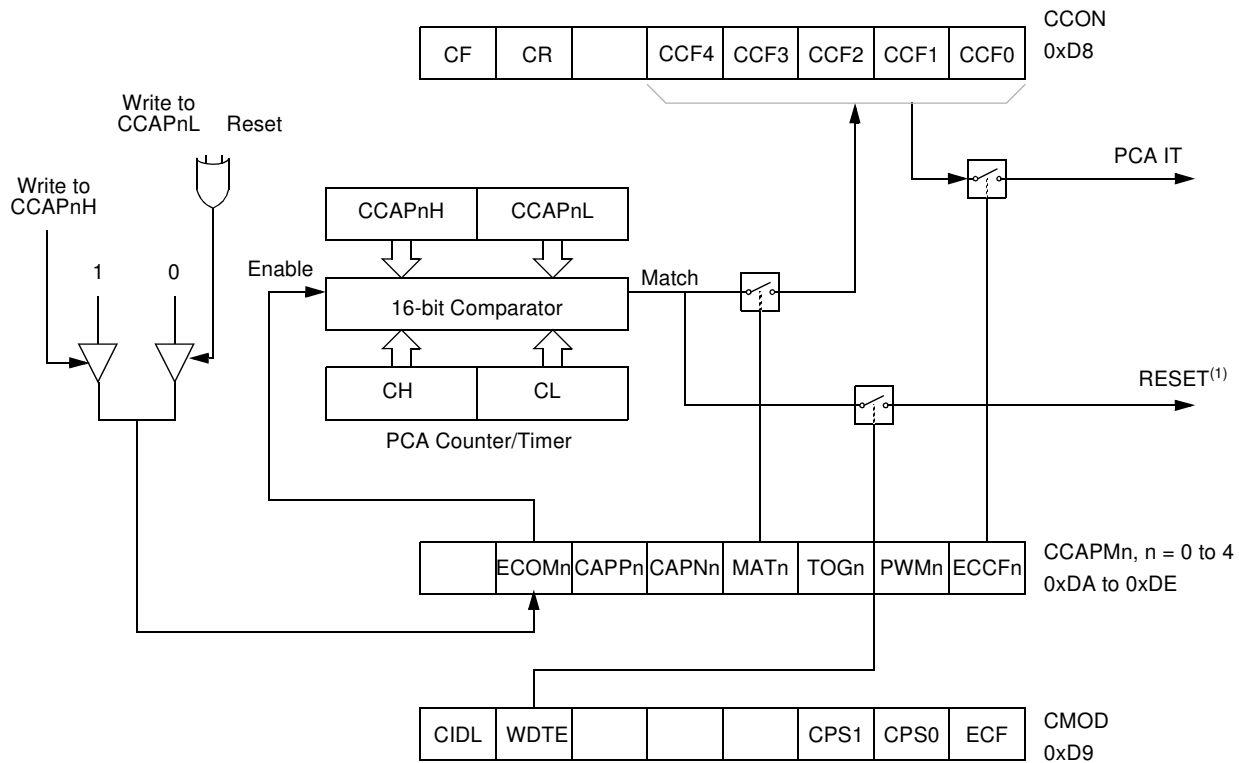 CCON
0xD8
CF CR CCF4 CCF3 CCF2 CCF1 CCF0
Write to
CCAPnL
Reset
Write to
CCAPnH
PCA IT
CCAPnH CCAPnL
1 0
Enable
Match
16-bit Comparator
CH CL
RESET(1)
PCA Counter/Timer
ECOMn CAPPn CAPNn MATn TOGn PWMn ECCFn
CCAPMn, n = 0 to 4
0xDA to 0xDE
CIDL WDTE CPS1 CPS0 ECF
CMOD
0xD9